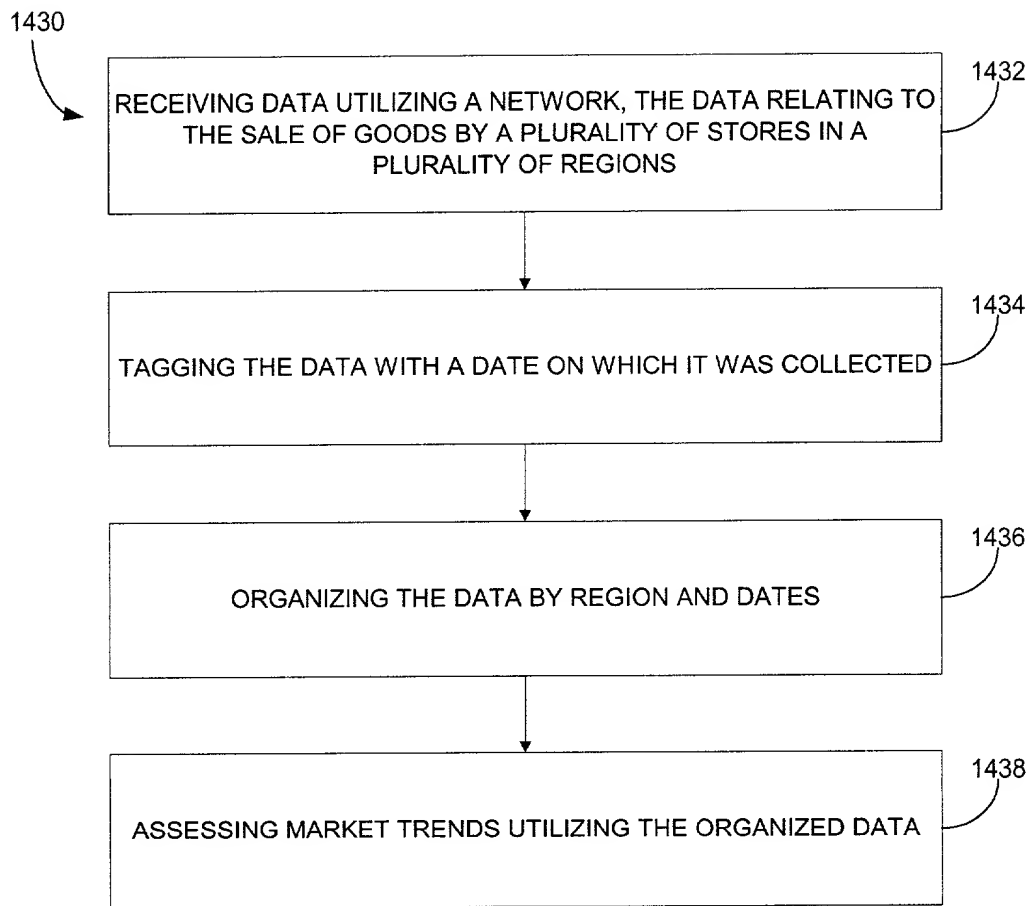 1430
1432
RECEIVING DATA UTILIZING A NETWORK, THE DATA RELATING TO
THE SALE OF GOODS BY A PLURALITY OF STORES IN A
PLURALITY OF REGIONS
1434
TAGGING THE DATA WITH A DATE ON WHICH IT WAS COLLECTED
1436
ORGANIZING THE DATA BY REGION AND DATES
1438
ASSESSING MARKET TRENDS UTILIZING THE ORGANIZED DATA